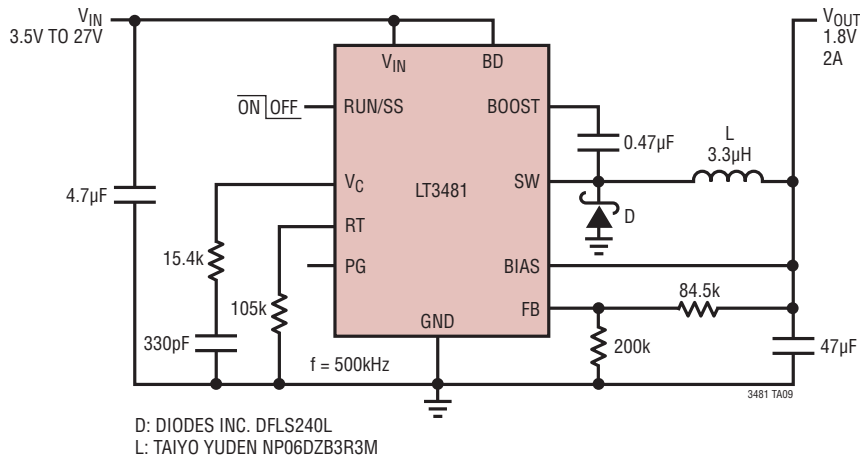 VIN
3.5V TO 27V
VOUT
1.8V
2A
VIN
BD
ON OFF
RUN/SS
BOOST
0.47µF
L
3.3µH
4.7µF
VC
LT3481
SW
D
RT
15.4k
PG
BIAS
105k
84.5k
FB
GND
330pF
f = 500kHz
200k
47µF
3481 TA09
D: DIODES INC. DFLS240L
L: TAIYO YUDEN NP06DZB3R3M